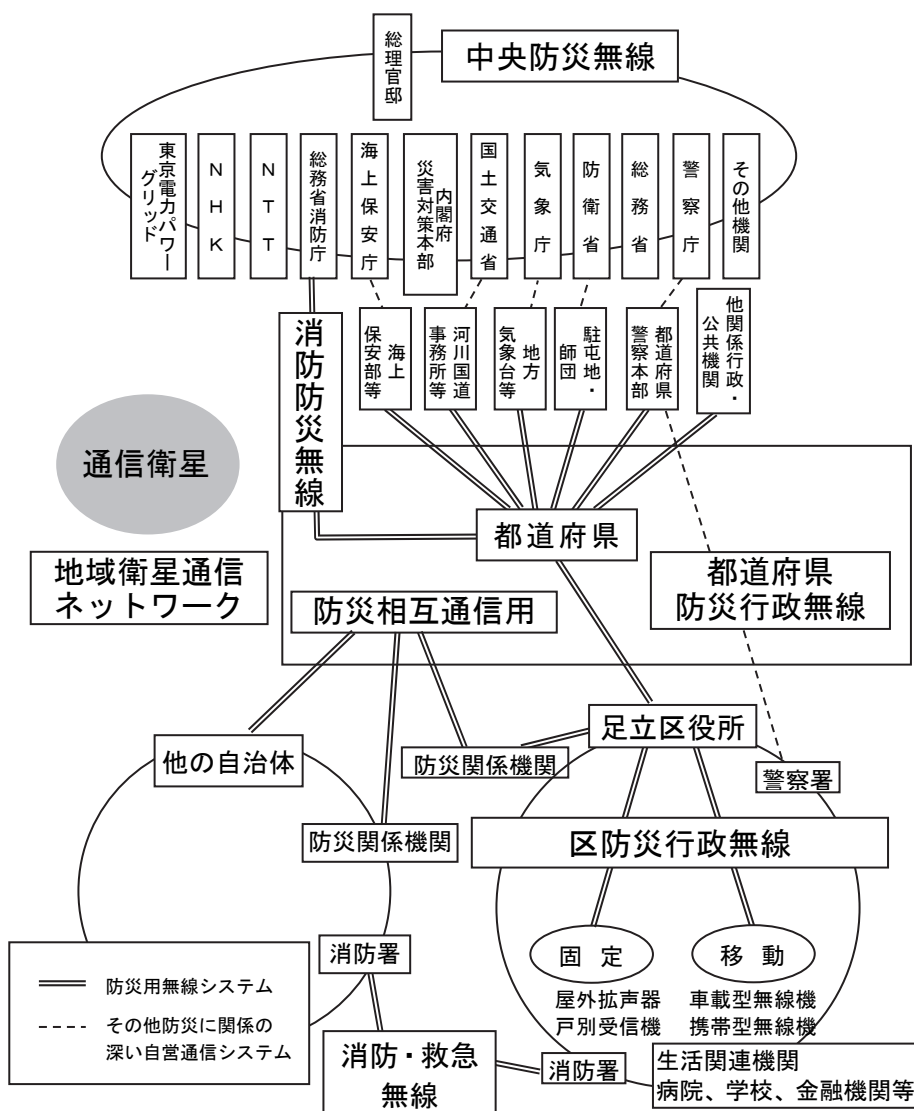 総理官邸
中央防災無線
東京電力パワー
グリッド
ＮＨＫ
ＮＴＴ
総務省消防庁
海上保安庁
内閣府
災害対策本部
国土交通省
気象庁
防衛省
総務省
警察庁
その他機関
消防防災無線
海上
保安部等
河川国道
事務所等
地方
気象台等
駐屯地・
師団
都道府県
警察本部
他関係行政・
公共機関
通信衛星
都道府県
地域衛星通信
ネットワーク
都道府県
防災行政無線
防災相互通信用
足立区役所
他の自治体
防災関係機関
警察署
防災関係機関
区防災行政無線
消防署
固 定
移 動
屋外拡声器
戸別受信機
車載型無線機
携帯型無線機
防災用無線システム
その他防災に関係の
深い自営通信システム
消防・救急
無線
消防署
生活関連機関
病院、学校、金融機関等